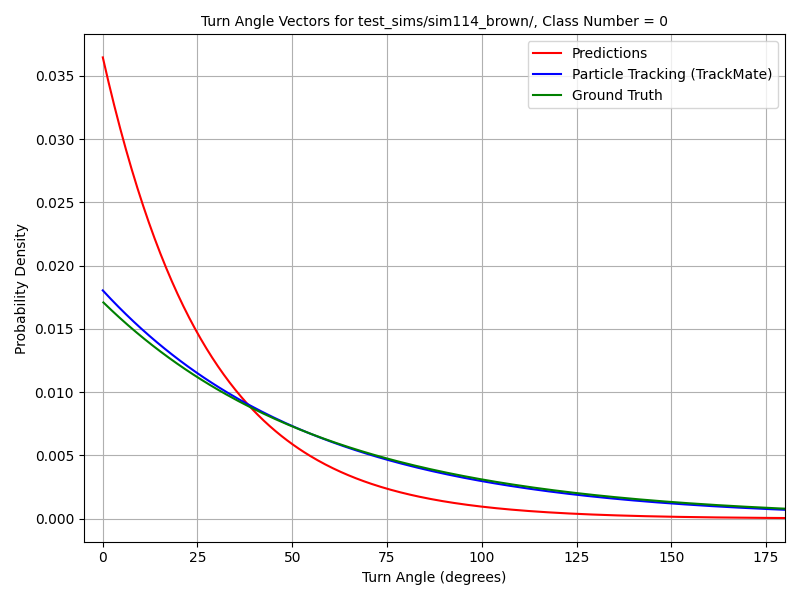 Turn Angle Vectors for test_sims/sim114_brown/, Class Number = 0
Predictions
Particle Tracking (TrackMate)
Ground Truth
Probability Density
0.035
0.030
0.025
0.020
0.015
0.010
0.005
0.000
0 25 50 75 100 125 150 175
Turn Angle (degrees)